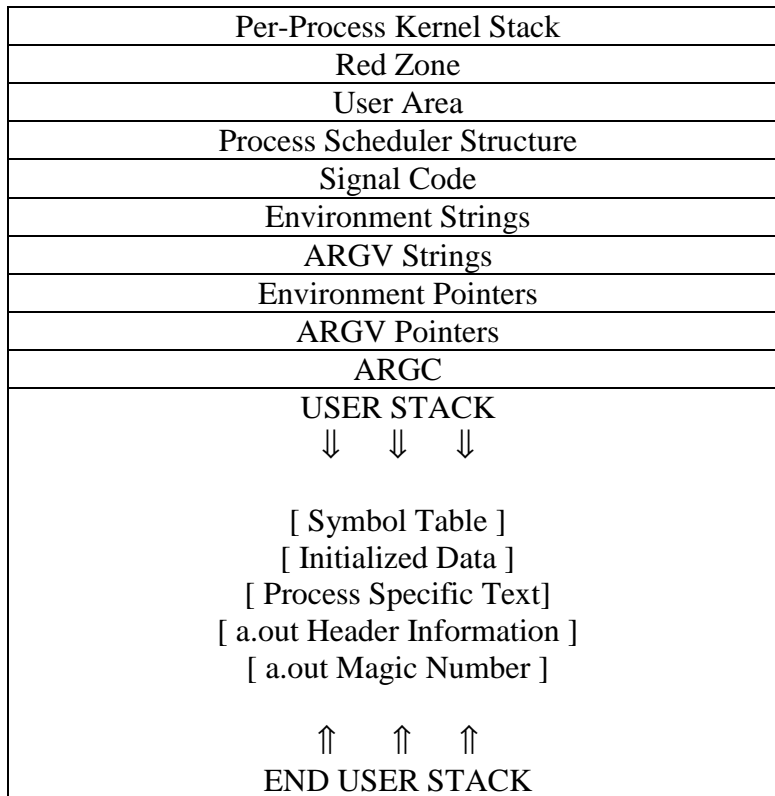 Per-Process Kernel Stack
Red Zone
User Area
Process Scheduler Structure
Signal Code
Environment Strings
ARGV Strings
Environment Pointers
ARGV Pointers
ARGC
USER STACK
⇓ ⇓ ⇓
[ Symbol Table ]
[ Initialized Data ]
[ Process Specific Text]
[ a.out Header Information ]
[ a.out Magic Number ]
⇑ ⇑ ⇑
END USER STACK